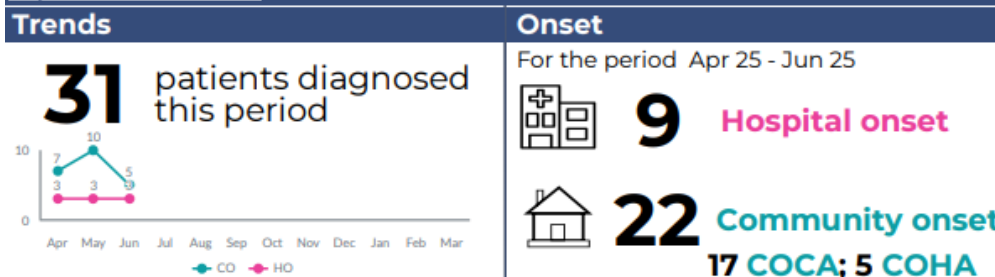 Trends
31 patients diagnosed
this period
10
0
7
10
5
3
3
3
Apr May Jun Jul Aug Sep Oct Nov Dec Jan Feb Mar
CO HO
Onset
For the period Apr 25 - Jun 25
9 Hospital onset
22 Community onset
17 COCA; 5 COHA